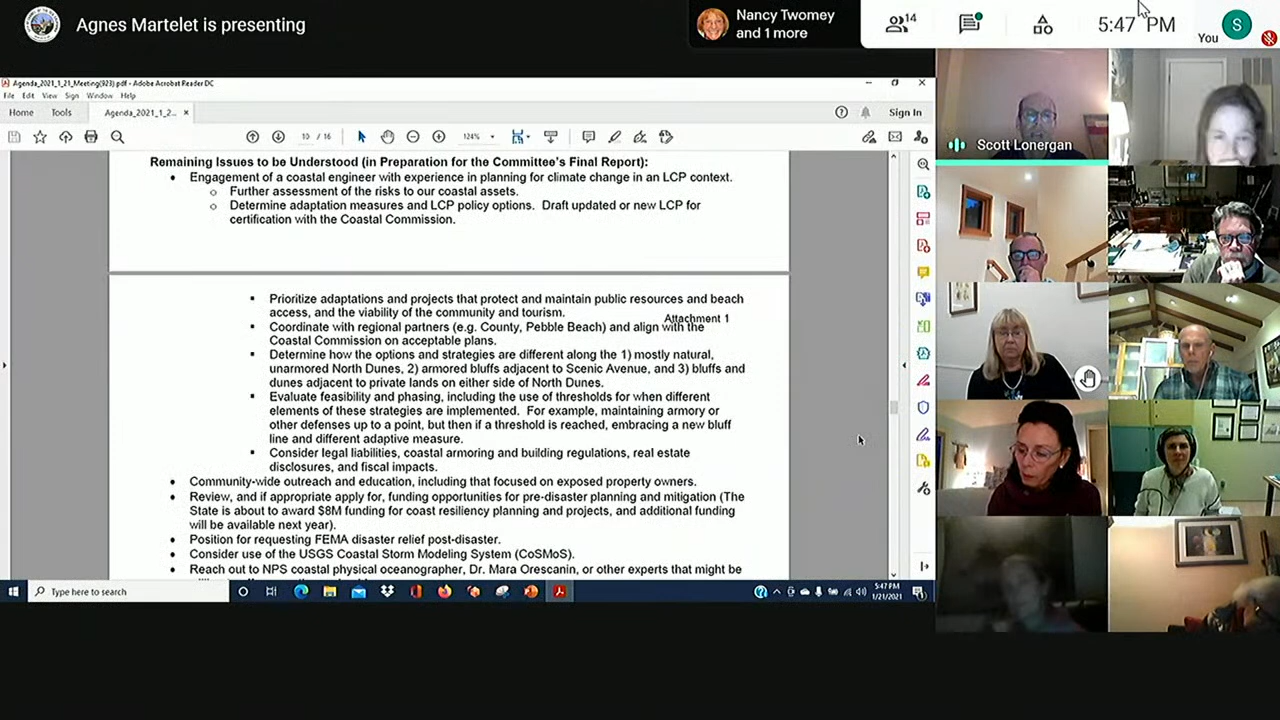 Agnes Martelet is presenting
Nancy Twomey
and 1 more
14
5:47 PM
You
S
Agenda_2021_1_21_Meeting(923).pdf - Adobe Acrobat Reader DC
File Edit View Sign Window Help
Home Tools Agenda_2021_1_2... × Sign In
10 / 16 124%
Remaining Issues to be Understood (in Preparation for the Committee's Final Report):
• Engagement of a coastal engineer with experience in planning for climate change in an LCP context.
o Further assessment of the risks to our coastal assets.
o Determine adaptation measures and LCP policy options. Draft updated or new LCP for
certification with the Coastal Commission.
▪ Prioritize adaptations and projects that protect and maintain public resources and beach
access, and the viability of the community and tourism.
Attachment 1
▪ Coordinate with regional partners (e.g. County, Pebble Beach) and align with the
Coastal Commission on acceptable plans.
▪ Determine how the options and strategies are different along the 1) mostly natural,
unarmored North Dunes, 2) armored bluffs adjacent to Scenic Avenue, and 3) bluffs and
dunes adjacent to private lands on either side of North Dunes.
▪ Evaluate feasibility and phasing, including the use of thresholds for when different
elements of these strategies are implemented. For example, maintaining armory or
other defenses up to a point, but then if a threshold is reached, embracing a new bluff
line and different adaptive measure.
▪ Consider legal liabilities, coastal armoring and building regulations, real estate
disclosures, and fiscal impacts.
• Community-wide outreach and education, including that focused on exposed property owners.
• Review, and if appropriate apply for, funding opportunities for pre-disaster planning and mitigation (The
State is about to award $8M funding for coast resiliency planning and projects, and additional funding
will be available next year).
• Position for requesting FEMA disaster relief post-disaster.
• Consider use of the USGS Coastal Storm Modeling System (CoSMoS).
• Reach out to NPS coastal physical oceanographer, Dr. Mara Orescanin, or other experts that might be
Scott Lonergan
Type here to search
5:47 PM
1/21/2021